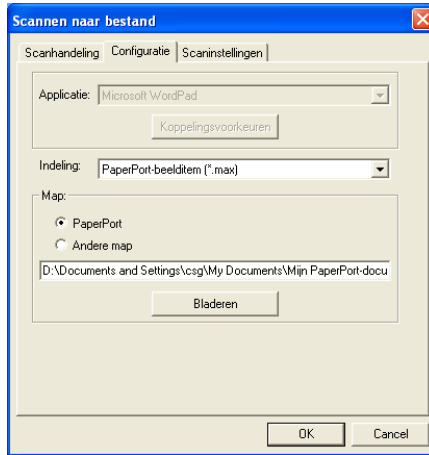 Scannen naar bestand
Scanhandeling Configuratie Scaninstellingen
Applicatie: Microsoft WordPad
Koppelingsvoorkeuren
Indeling: PaperPort-beelditem (*.max)
Map:
PaperPort
Andere map
D:\Documents and Settings\csg\My Documents\Mijn PaperPort-docu
Bladeren
OK Cancel